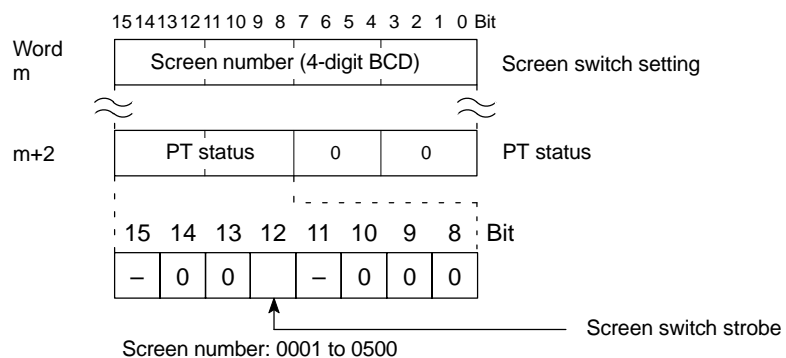 15 14 13 12 11 10 9 8 7 6 5 4 3 2 1 0 Bit
Word
m
Screen number (4-digit BCD)
Screen switch setting
m+2
PT status
0
0
PT status
15 14 13 12 11 10 9 8 Bit
– 0 0 – 0 0 0
Screen switch strobe
Screen number: 0001 to 0500